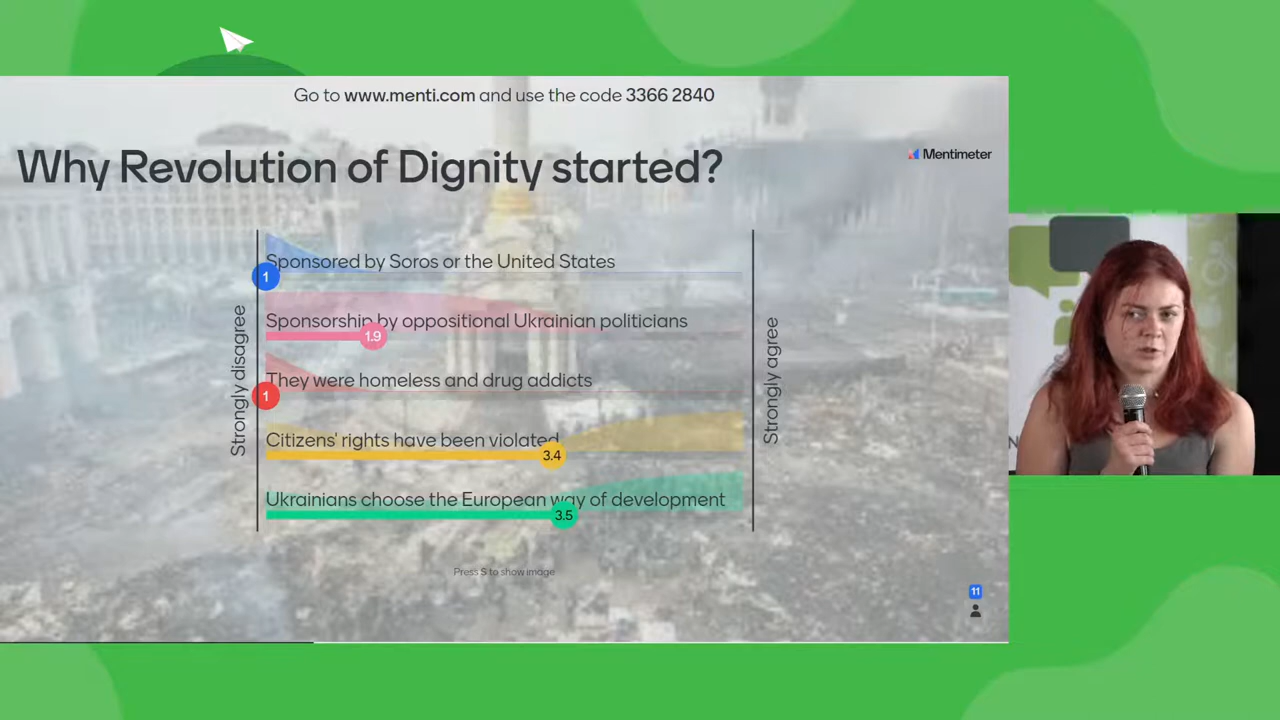 Go to www.menti.com and use the code 3366 2840
Why Revolution of Dignity started?
Mentimeter
Strongly disagree
Sponsored by Soros or the United States
1
Sponsorship by oppositional Ukrainian politicians
1.9
They were homeless and drug addicts
1
Citizens' rights have been violated
3.4
Ukrainians choose the European way of development
3.5
Strongly agree
Press S to show image
11
N